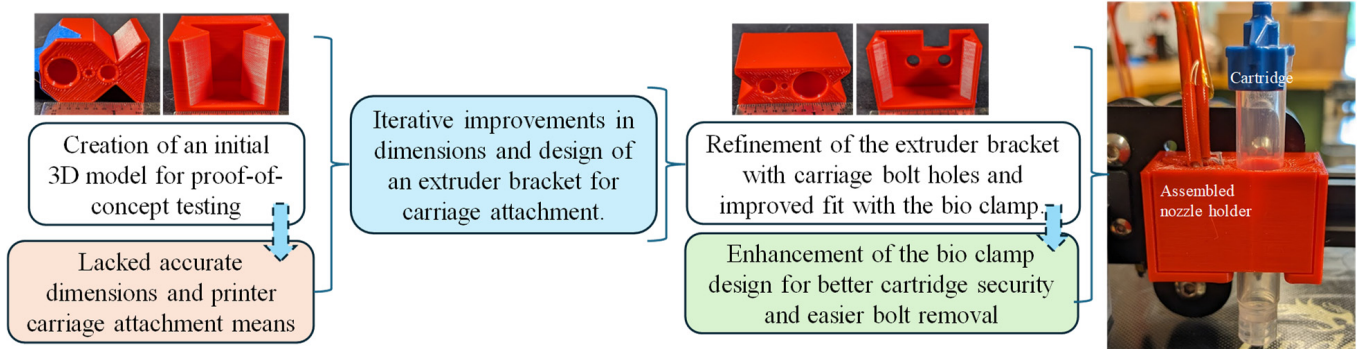 Creation of an initial
3D model for proof-of-
concept testing
Lacked accurate
dimensions and printer
carriage attachment means
Iterative improvements in
dimensions and design of
an extruder bracket for
carriage attachment.
Refinement of the extruder bracket
with carriage bolt holes and
improved fit with the bio clamp.
Enhancement of the bio clamp
design for better cartridge security
and easier bolt removal
Cartridge
Assembled
nozzle holder